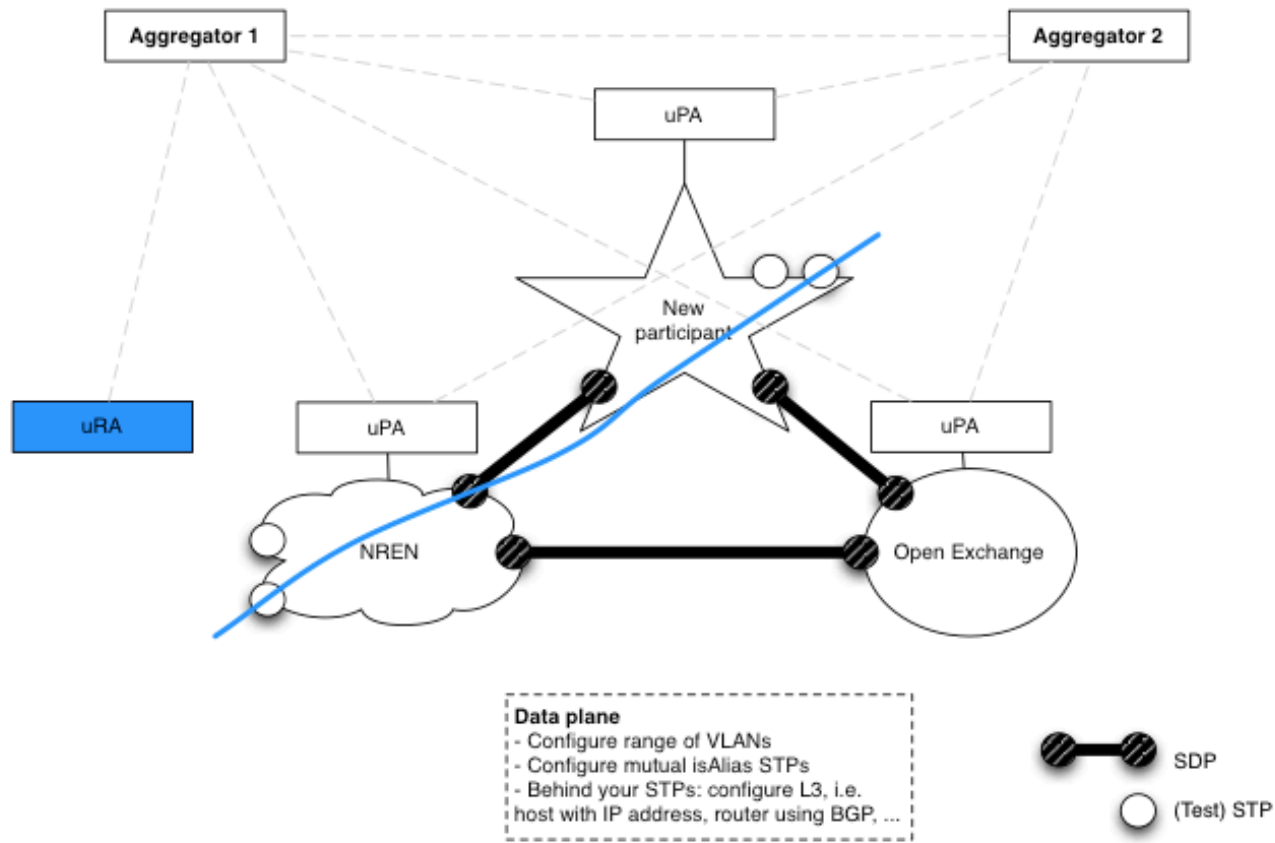 Aggregator 1
Aggregator 2
uPA
New
participant
uRA
uPA
uPA
NREN
Open Exchange
Data plane
- Configure range of VLANs
- Configure mutual isAlias STPs
- Behind your STPs: configure L3, i.e.
host with IP address, router using BGP, ...
SDP
(Test) STP